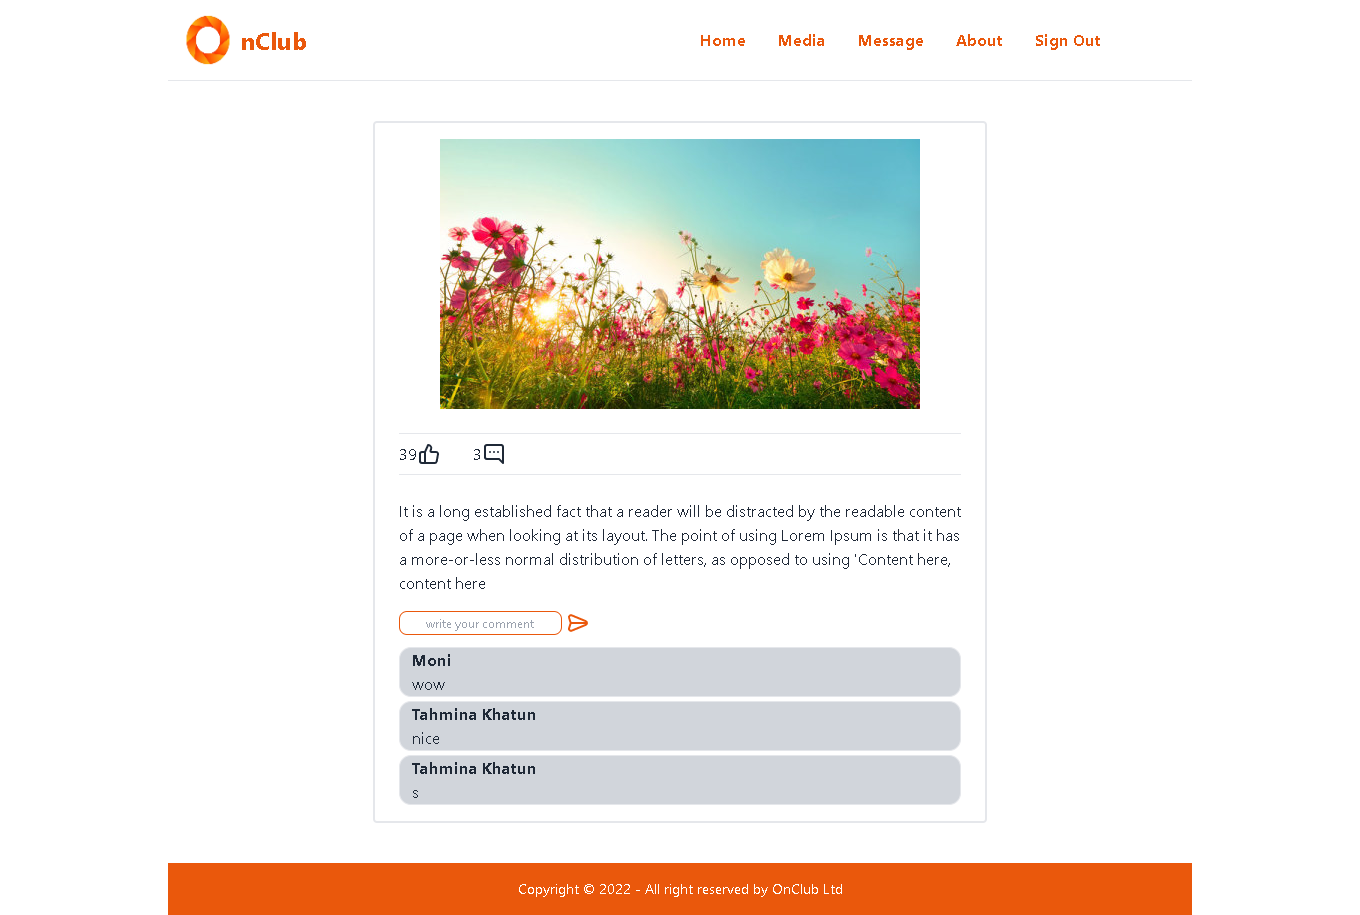 nClub
Home Media Message About Sign Out
39 3
It is a long established fact that a reader will be distracted by the readable content
of a page when looking at its layout. The point of using Lorem Ipsum is that it has
a more-or-less normal distribution of letters, as opposed to using 'Content here,
content here
write your comment
Moni
wow
Tahmina Khatun
nice
Tahmina Khatun
s
Copyright © 2022 - All right reserved by OnClub Ltd